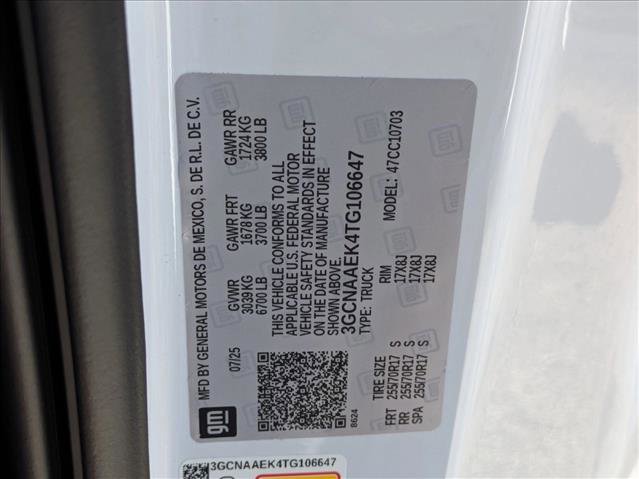 MFD BY GENERAL MOTORS DE MEXICO, S. DE R.L. DE C.V.
07/25
GVWR
3039 KG
6700 LB
GAWR FRT
1678 KG
3700 LB
GAWR RR
1724 KG
3800 LB
THIS VEHICLE CONFORMS TO ALL
APPLICABLE U.S. FEDERAL MOTOR
VEHICLE SAFETY STANDARDS IN EFFECT
ON THE DATE OF MANUFACTURE
SHOWN ABOVE.
3GCNAAEK4TG106647
TYPE: TRUCK
MODEL: 47CC10703
8624
TIRE SIZE
RIM
FRT 255/70R17 S 17X8J
RR 255/70R17 S 17X8J
SPA 255/70R17 S 17X8J
gm
3GCNAAEK4TG106647